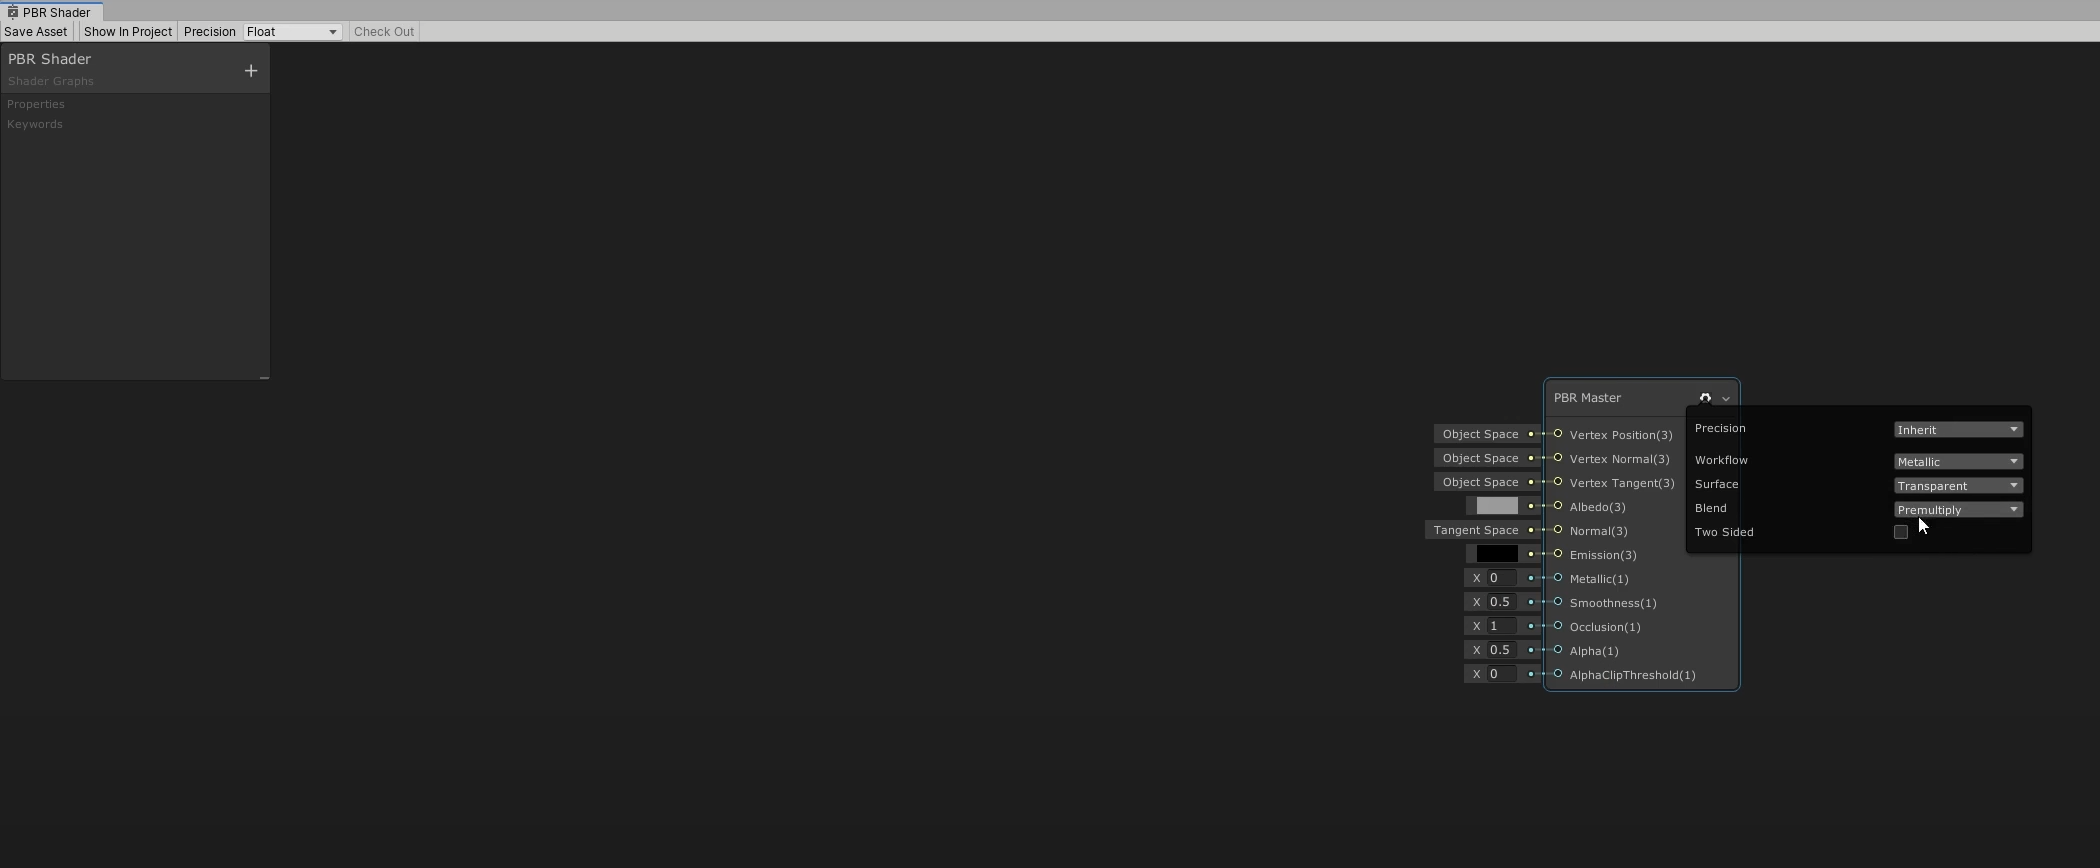 PBR Shader
Save Asset Show In Project Precision Float Check Out
PBR Shader
Shader Graphs
Properties
Keywords
PBR Master
Object Space Vertex Position(3)
Object Space Vertex Normal(3)
Object Space Vertex Tangent(3)
Albedo(3)
Tangent Space Normal(3)
Emission(3)
X 0 Metallic(1)
X 0.5 Smoothness(1)
X 1 Occlusion(1)
X 0.5 Alpha(1)
X 0 AlphaClipThreshold(1)
Precision Inherit
Workflow Metallic
Surface Transparent
Blend Premultiply
Two Sided